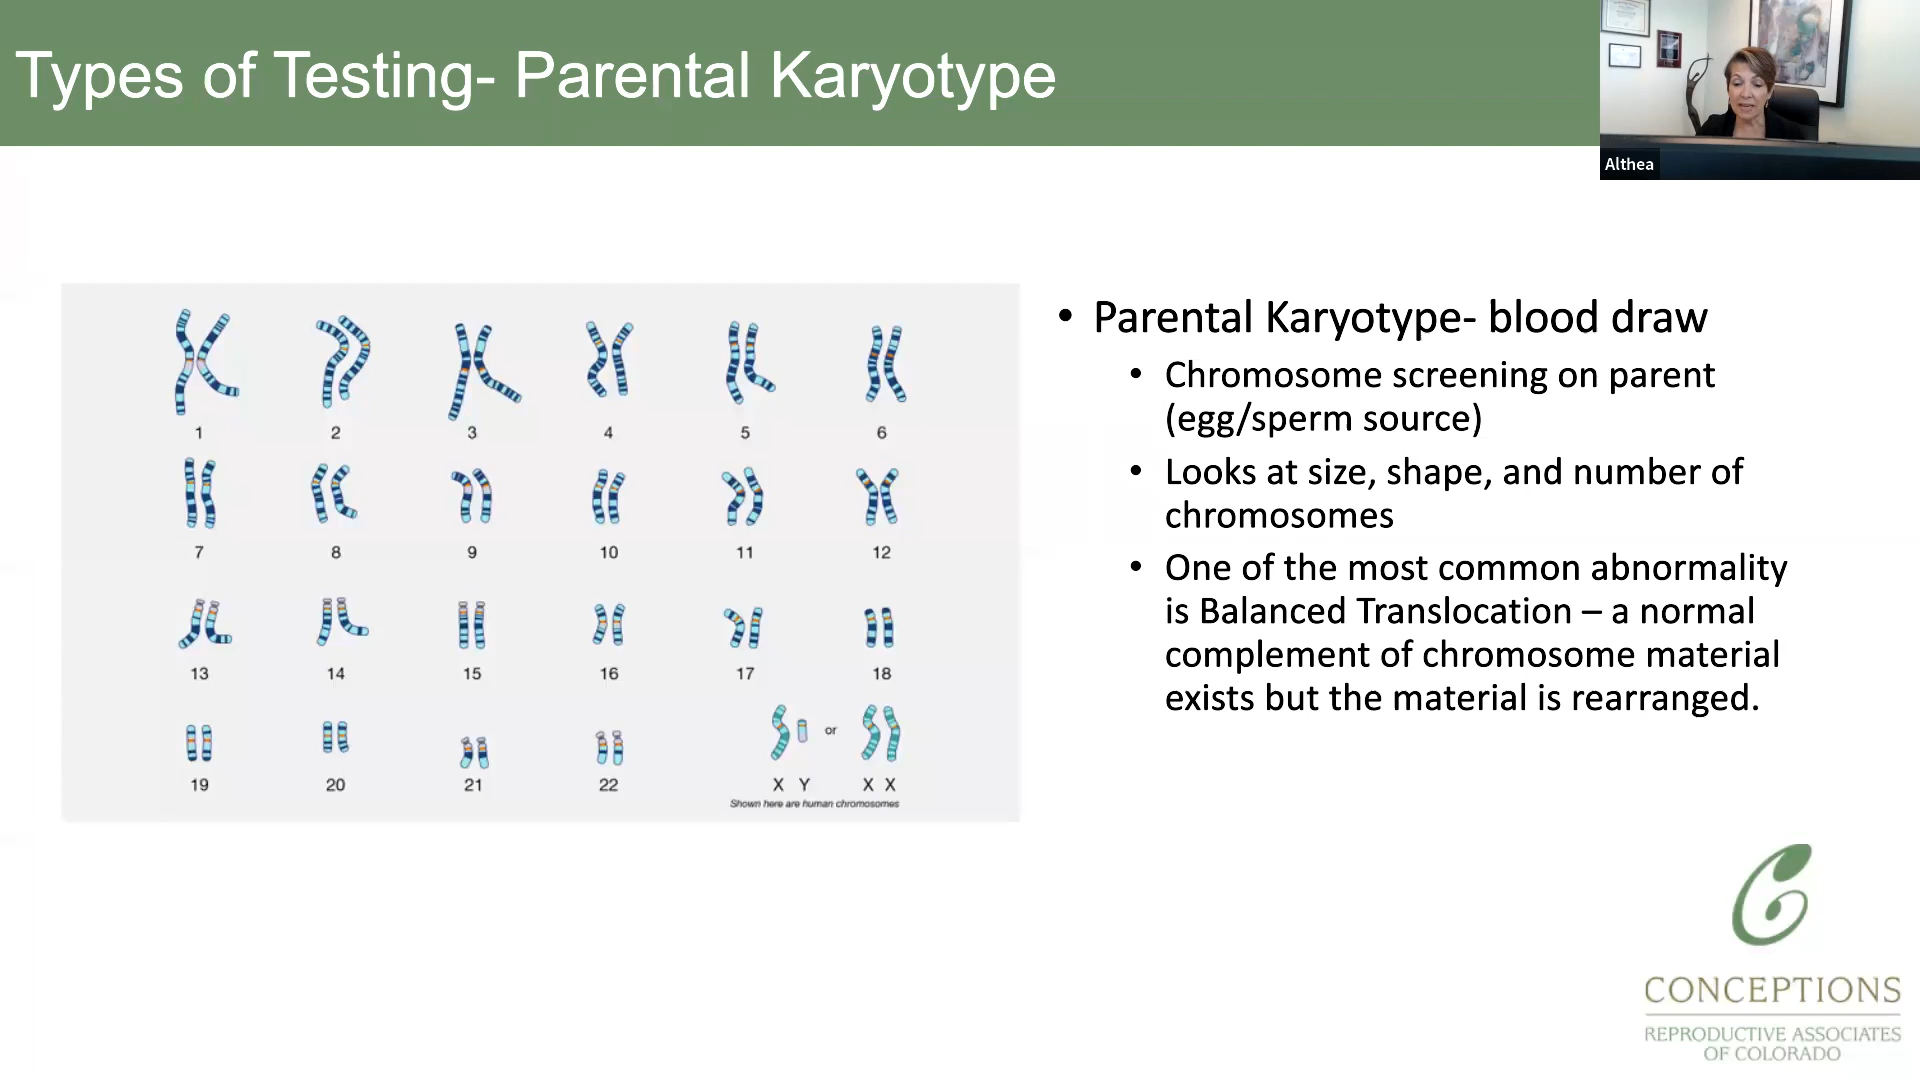 Types of Testing- Parental Karyotype
Althea
1 2 3 4 5 6
7 8 9 10 11 12
13 14 15 16 17 18
or
19 20 21 22 X Y X X
Shown here are human chromosomes
• Parental Karyotype- blood draw
• Chromosome screening on parent
(egg/sperm source)
• Looks at size, shape, and number of
chromosomes
• One of the most common abnormality
is Balanced Translocation – a normal
complement of chromosome material
exists but the material is rearranged.
CONCEPTIONS
REPRODUCTIVE ASSOCIATES
OF COLORADO